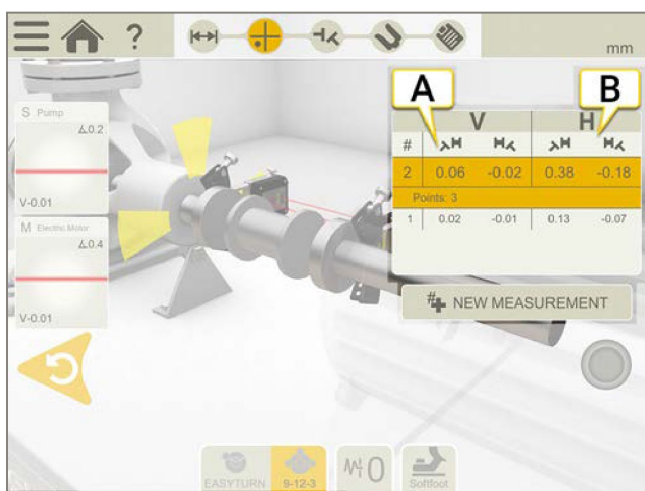 ?
mm
A
B
V H
#
2 0.06 -0.02 0.38 -0.18
Points: 3
1 0.02 -0.01 0.13 -0.07
NEW MEASUREMENT
S Pump
∡0.2
V-0.01
M Electric Motor
∡0.4
V-0.01
EASYTURN
9-12-3
0
Softfoot